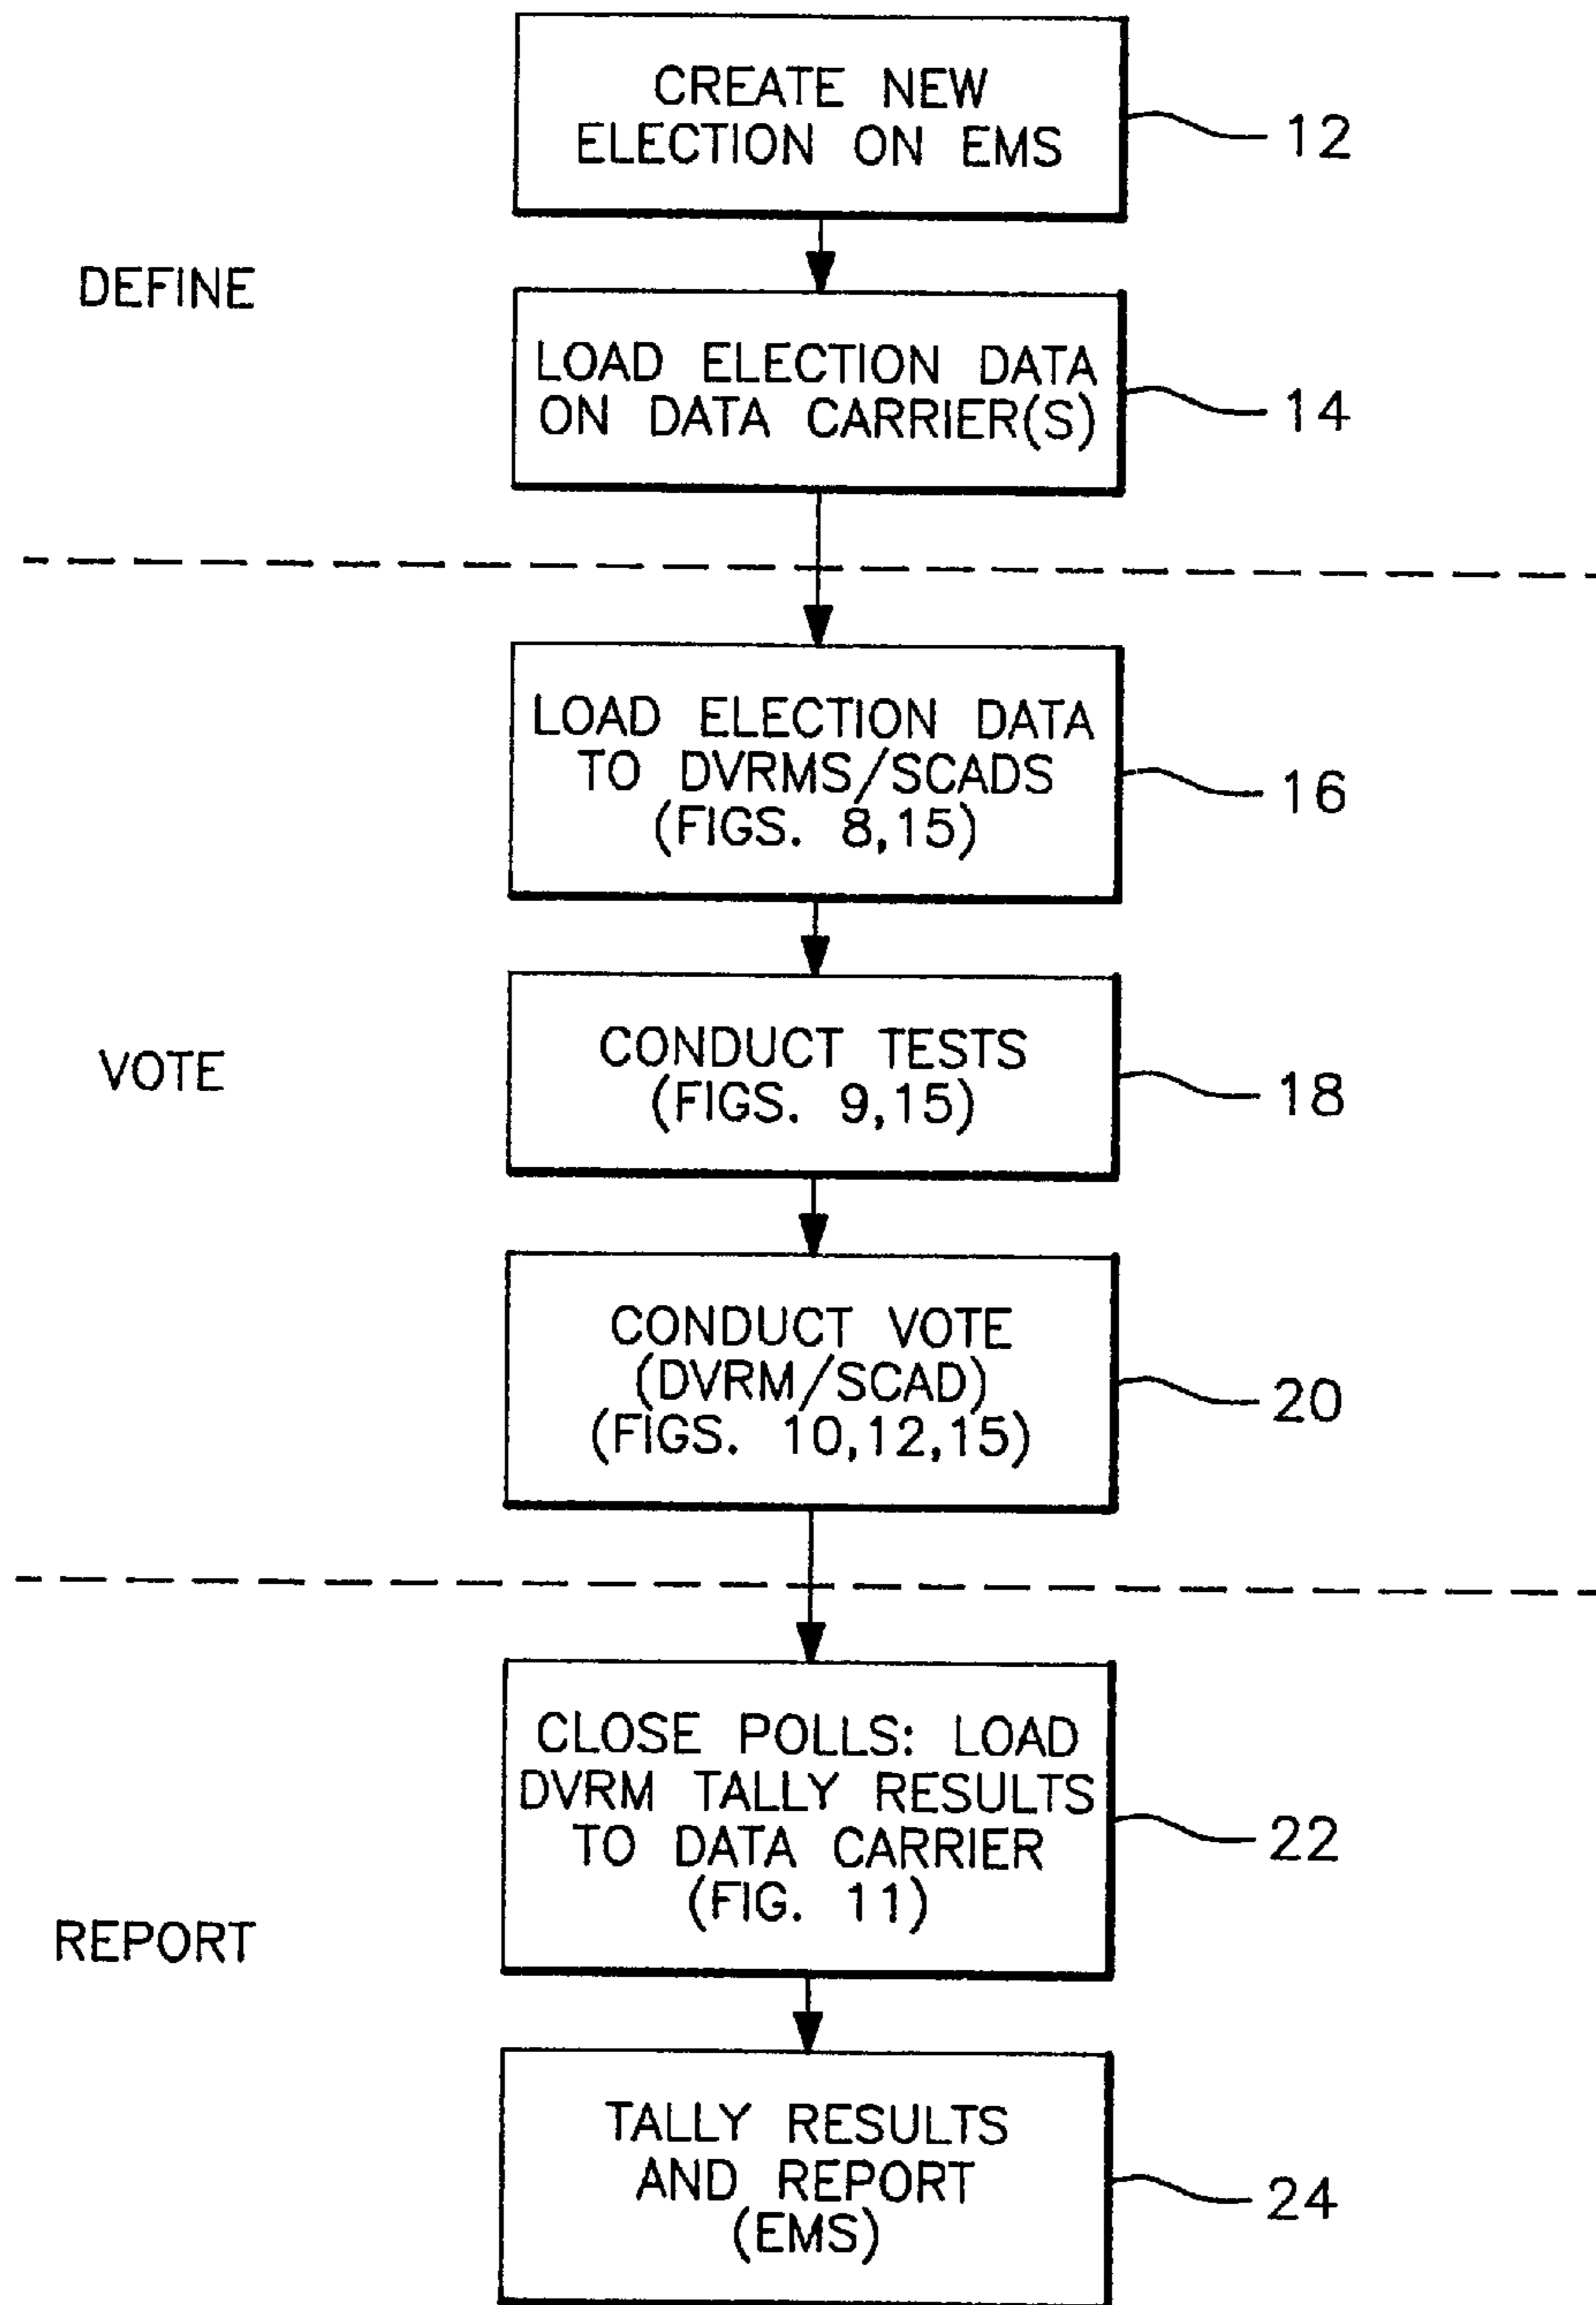 CREATE NEW
ELECTION ON EMS
12
DEFINE
LOAD ELECTION DATA
ON DATA CARRIER(S)
14
LOAD ELECTION DATA
TO DVRMS/SCADS
(FIGS. 8,15)
16
VOTE
CONDUCT TESTS
(FIGS. 9,15)
18
CONDUCT VOTE
(DVRM/SCAD)
(FIGS. 10,12,15)
20
CLOSE POLLS: LOAD
DVRM TALLY RESULTS
TO DATA CARRIER
(FIG. 11)
22
REPORT
TALLY RESULTS
AND REPORT
(EMS)
24